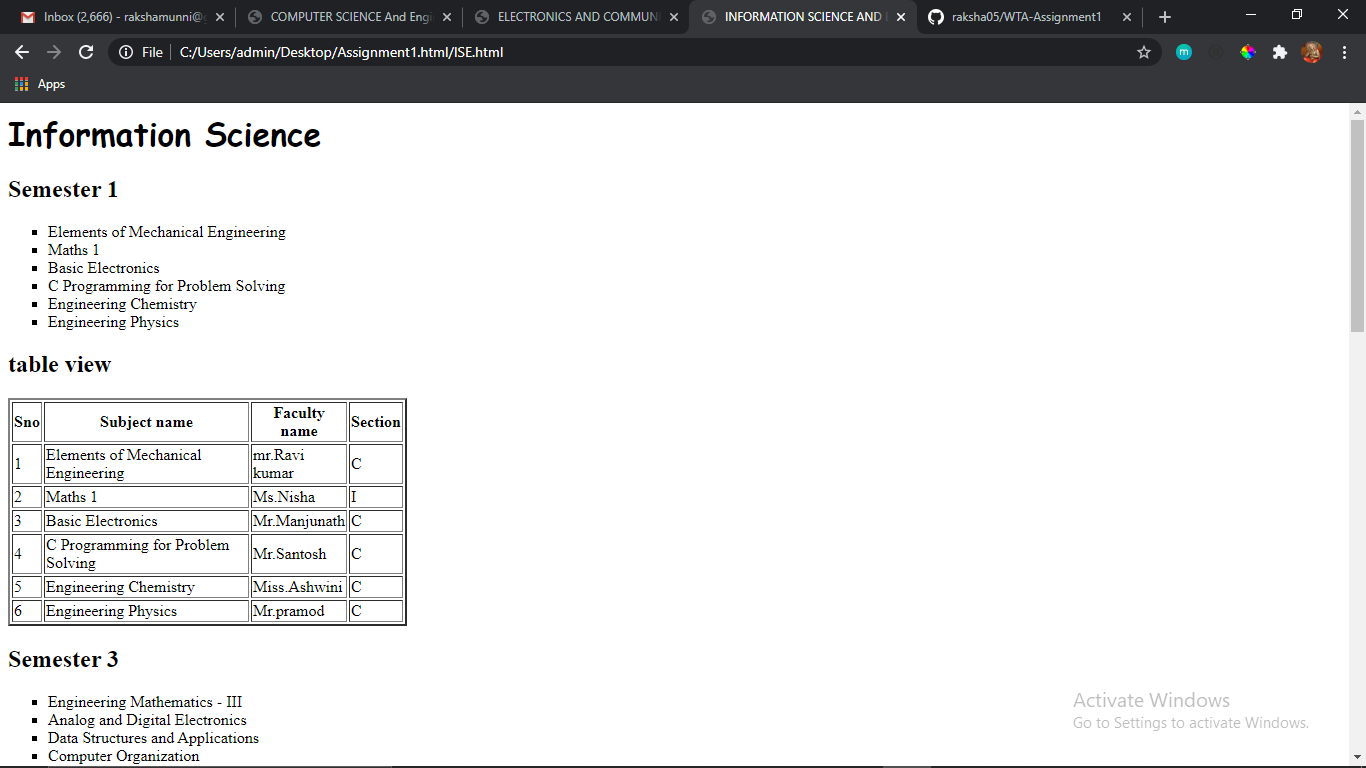 Inbox (2,666) - rakshamunni@
COMPUTER SCIENCE And Engi
ELECTRONICS AND COMMUNI
INFORMATION SCIENCE AND
raksha05/WTA-Assignment1
File
C:/Users/admin/Desktop/Assignment1.html/ISE.html
m
Apps
Information Science
Semester 1
Elements of Mechanical Engineering
Maths 1
Basic Electronics
C Programming for Problem Solving
Engineering Chemistry
Engineering Physics
table view
Sno Subject name Faculty name Section
1 Elements of Mechanical Engineering mr.Ravi kumar C
2 Maths 1 Ms.Nisha I
3 Basic Electronics Mr.Manjunath C
4 C Programming for Problem Solving Mr.Santosh C
5 Engineering Chemistry Miss.Ashwini C
6 Engineering Physics Mr.pramod C
Semester 3
Engineering Mathematics - III
Analog and Digital Electronics
Data Structures and Applications
Computer Organization
Activate Windows
Go to Settings to activate Windows.